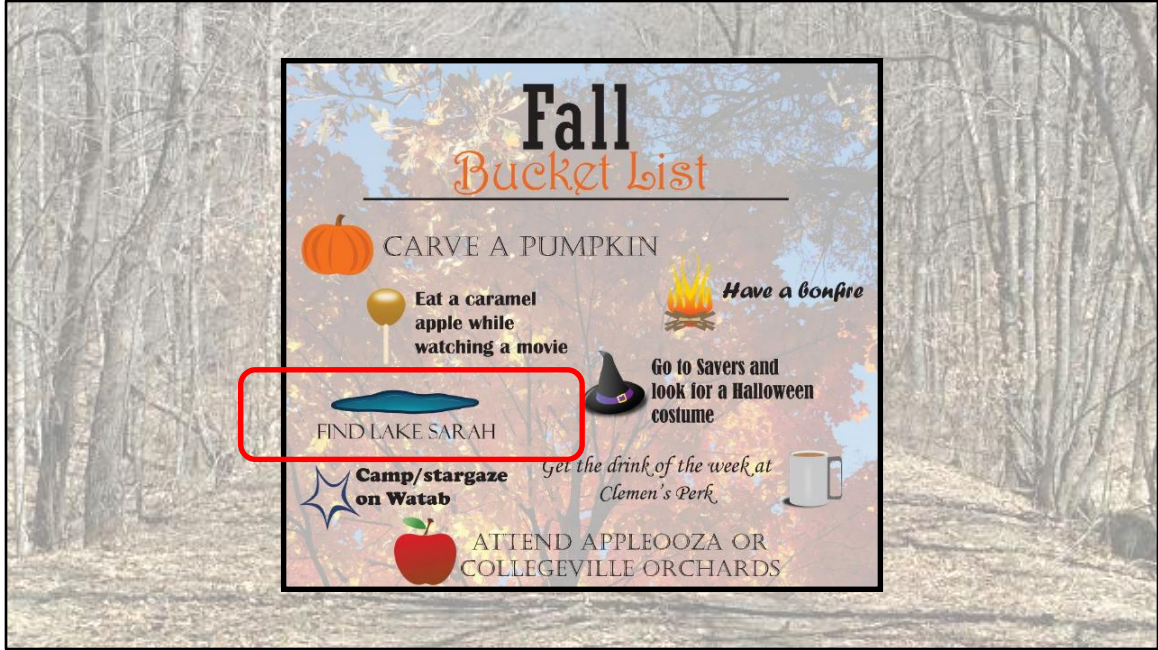 Fall
Bucket List
CARVE A PUMPKIN
Eat a caramel
apple while
watching a movie
Have a bonfire
Go to Savers and
look for a Halloween
costume
FIND LAKE SARAH
Camp/stargaze
on Watab
Get the drink of the week at
Clemen's Perk
ATTEND APPLEOOZA OR
COLLEGEVILLE ORCHARDS